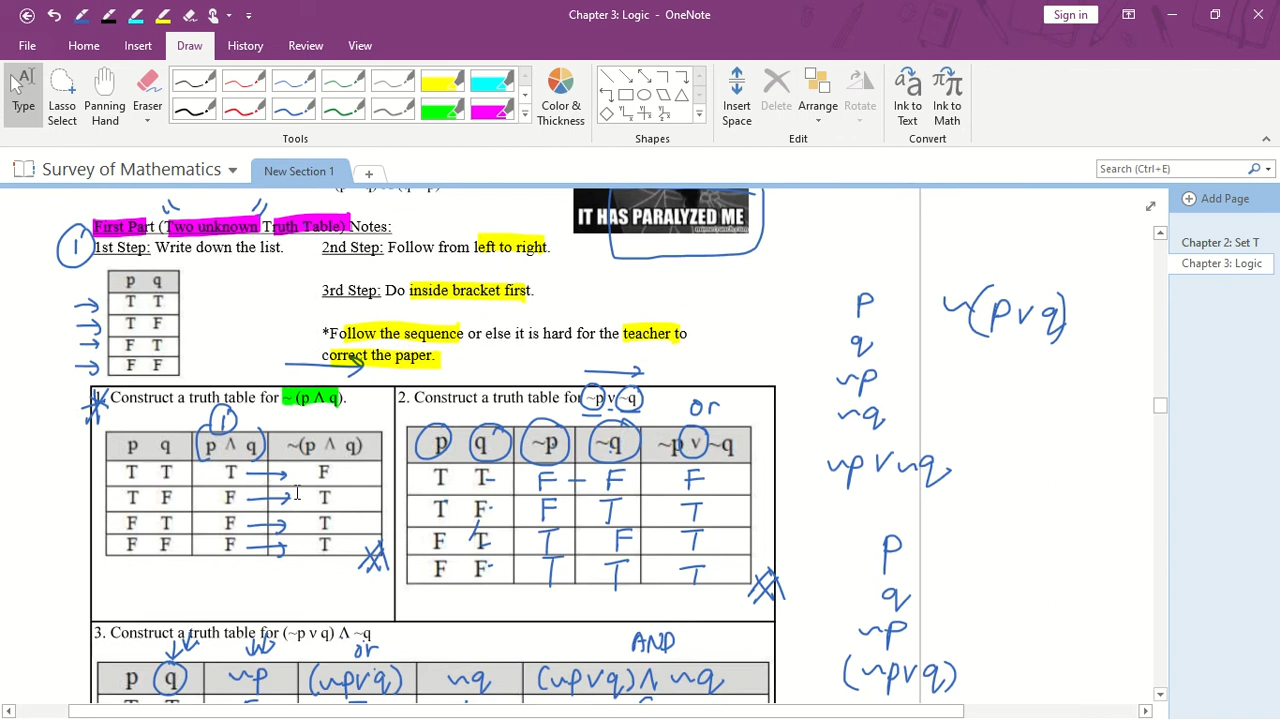 Chapter 3: Logic - OneNote
Sign in
File Home Insert Draw History Review View
Type
Lasso Select
Panning Hand
Eraser
Color & Thickness
Insert Space
Delete
Arrange
Rotate
Ink to Text
Ink to Math
Tools
Shapes
Edit
Convert
Survey of Mathematics
New Section 1
Search (Ctrl+E)
Add Page
Chapter 2: Set T
Chapter 3: Logic
IT HAS PARALYZED ME
First Part (Two unknown Truth Table) Notes:
1
1st Step: Write down the list.
2nd Step: Follow from left to right.
3rd Step: Do inside bracket first.
*Follow the sequence or else it is hard for the teacher to
correct the paper.
p q
T T
T F
F T
F F
1. Construct a truth table for ~ (p Λ q).
1
p q p Λ q ~(p Λ q)
T T T F
T F F T
F T F T
F F F T
2. Construct a truth table for ~p v ~q
or
p q ~p ~q ~p v ~q
T T F F F
T F F T T
F T T F T
F F T T T
3. Construct a truth table for (~p v q) Λ ~q
or
AND
p q ~p (~p v q) ~q (~p v q) Λ ~q
p
q
~p
~q
~p v ~q
~(p v q)
p
q
~p
(~p v q)